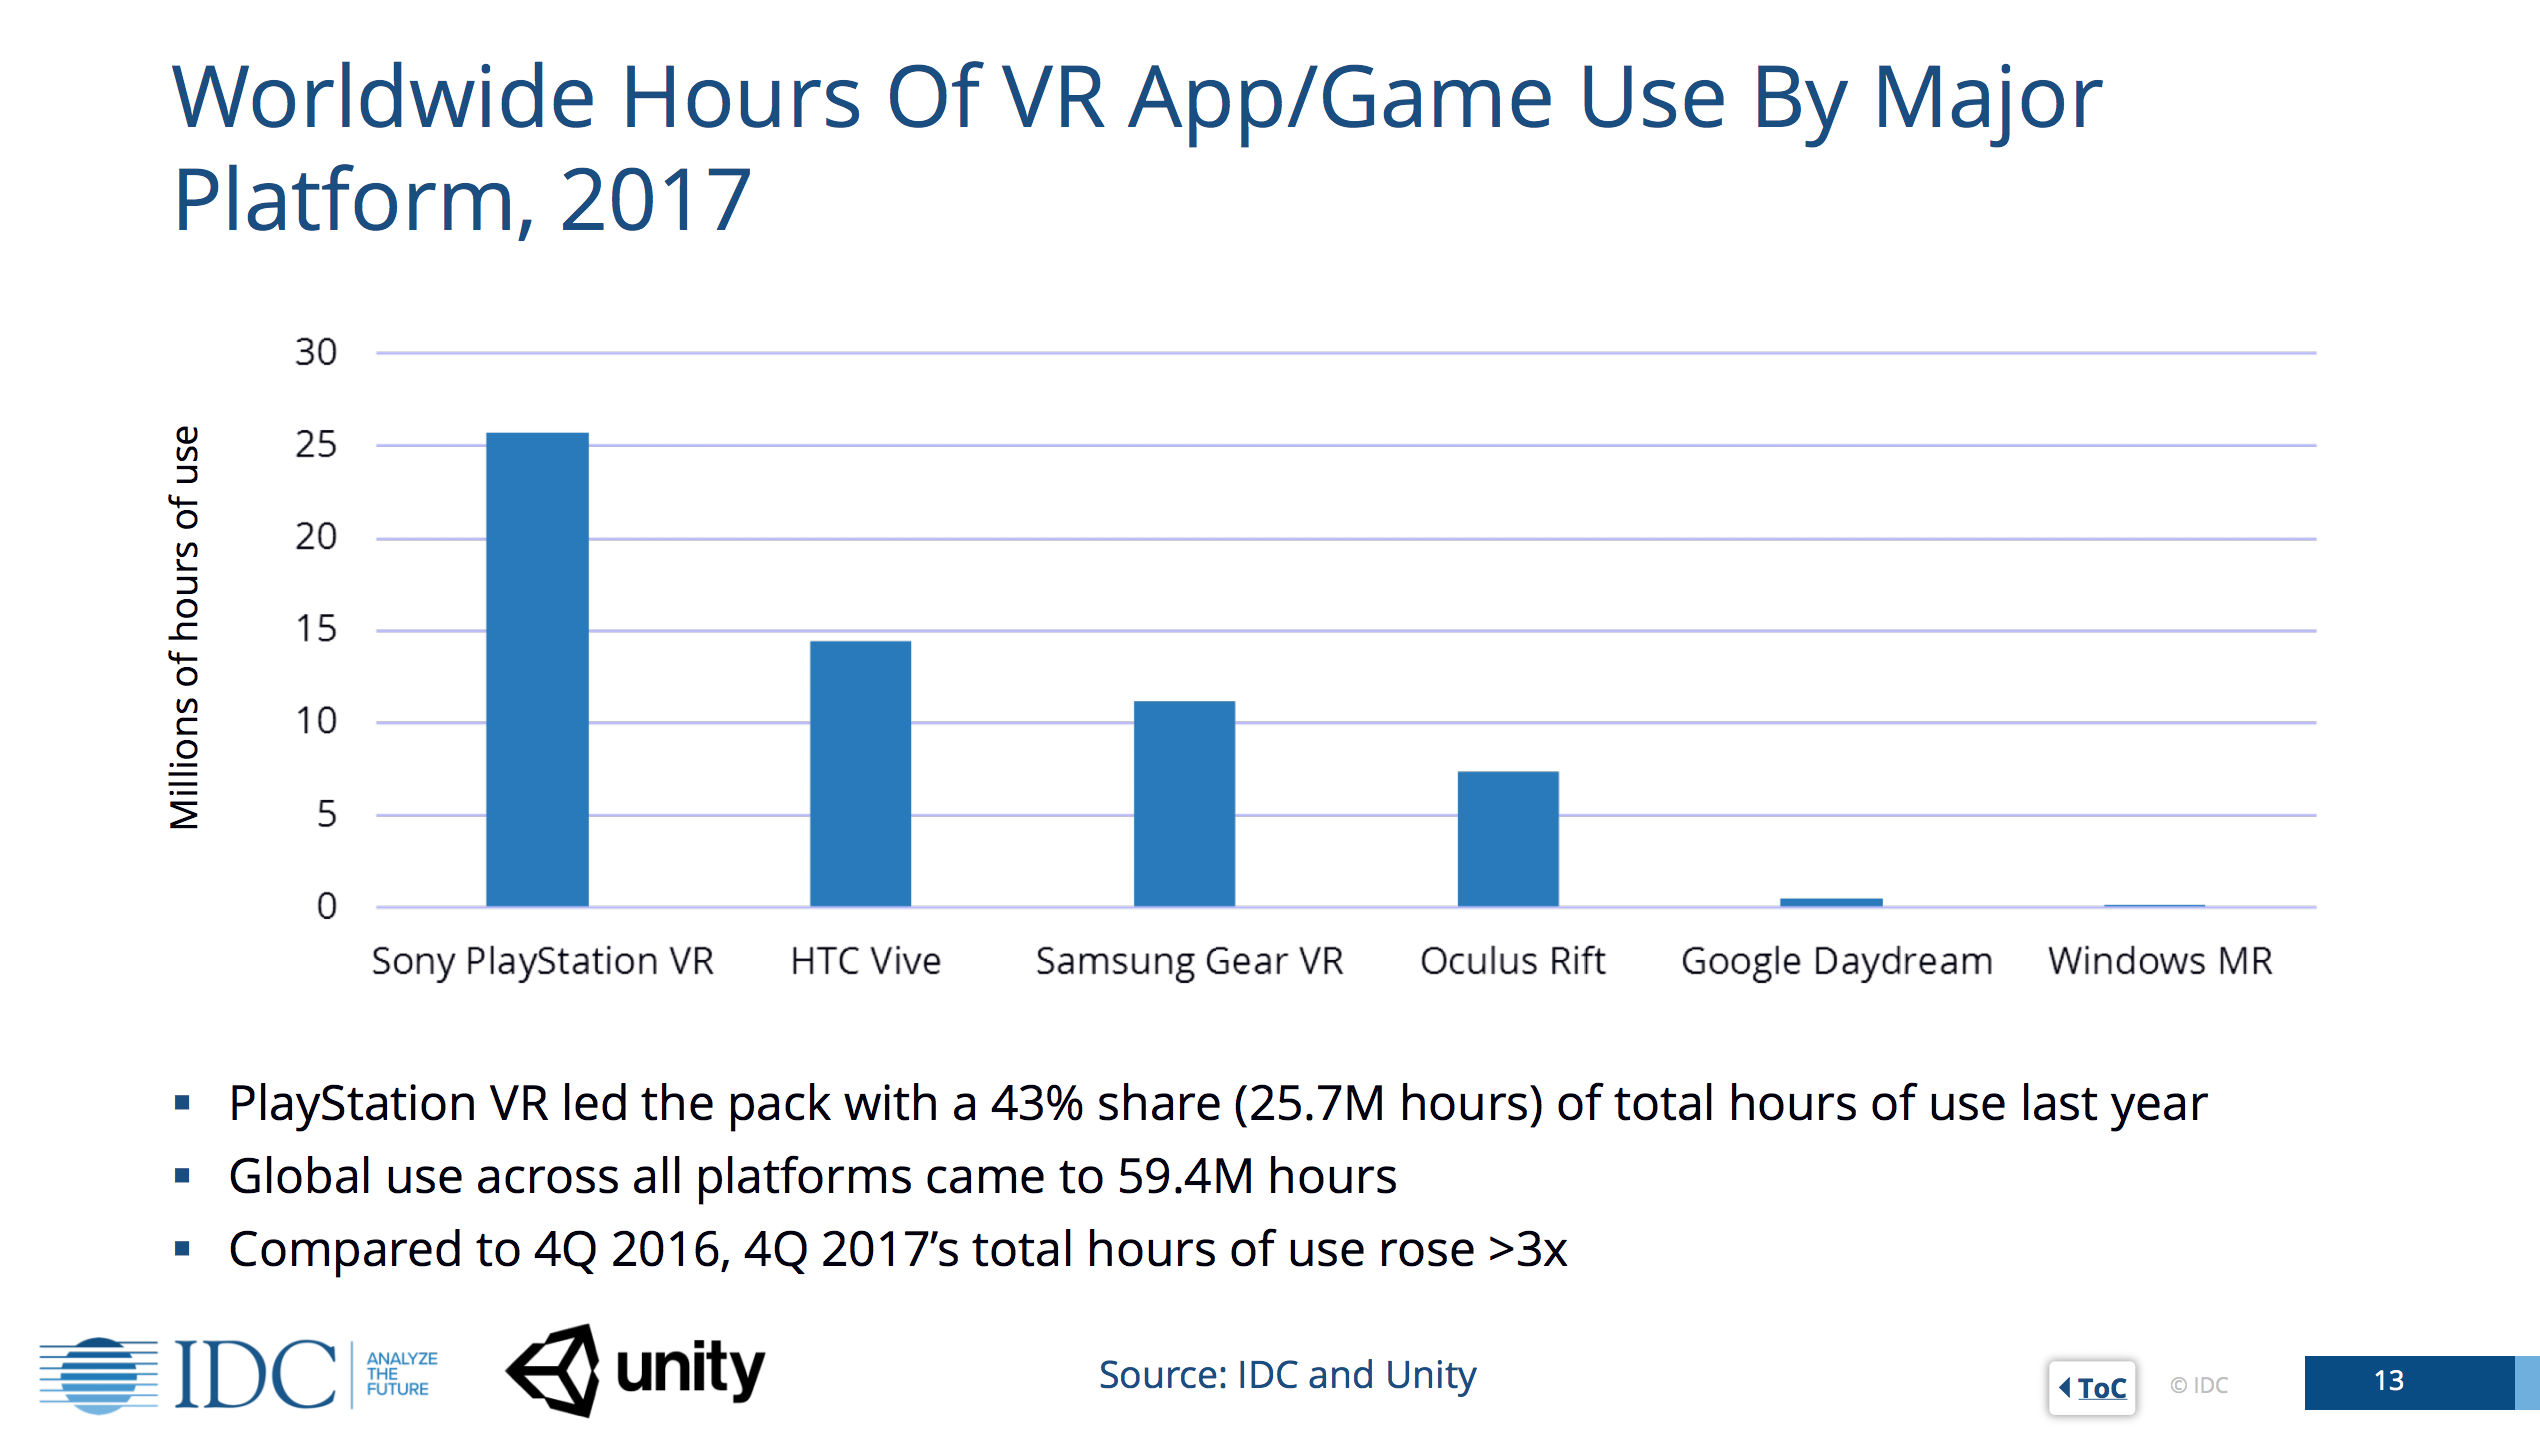 Worldwide Hours Of VR App/Game Use By Major
Platform, 2017
Millions of hours of use
30
25
20
15
10
5
0
Sony PlayStation VR
HTC Vive
Samsung Gear VR
Oculus Rift
Google Daydream
Windows MR
▪ PlayStation VR led the pack with a 43% share (25.7M hours) of total hours of use last year
▪ Global use across all platforms came to 59.4M hours
▪ Compared to 4Q 2016, 4Q 2017’s total hours of use rose >3x
IDC
ANALYZE
THE
FUTURE
unity
Source: IDC and Unity
ToC
© IDC
13